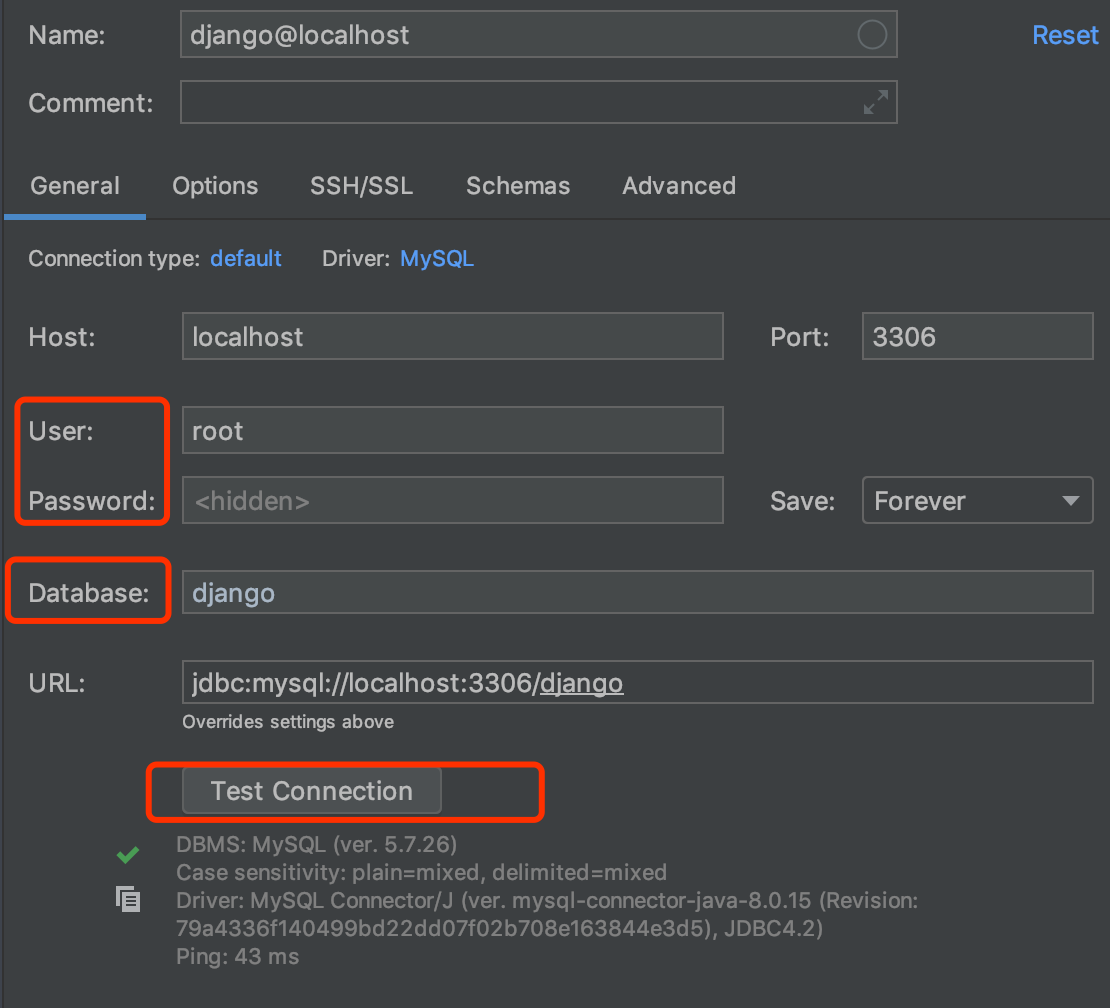 Name: django@localhost Reset
Comment:
General Options SSH/SSL Schemas Advanced
Connection type: default Driver: MySQL
Host: localhost Port: 3306
User: root
Password: <hidden> Save: Forever
Database: django
URL: jdbc:mysql://localhost:3306/django
Overrides settings above
Test Connection
DBMS: MySQL (ver. 5.7.26)
Case sensitivity: plain=mixed, delimited=mixed
Driver: MySQL Connector/J (ver. mysql-connector-java-8.0.15 (Revision:
79a4336f140499bd22dd07f02b708e163844e3d5), JDBC4.2)
Ping: 43 ms